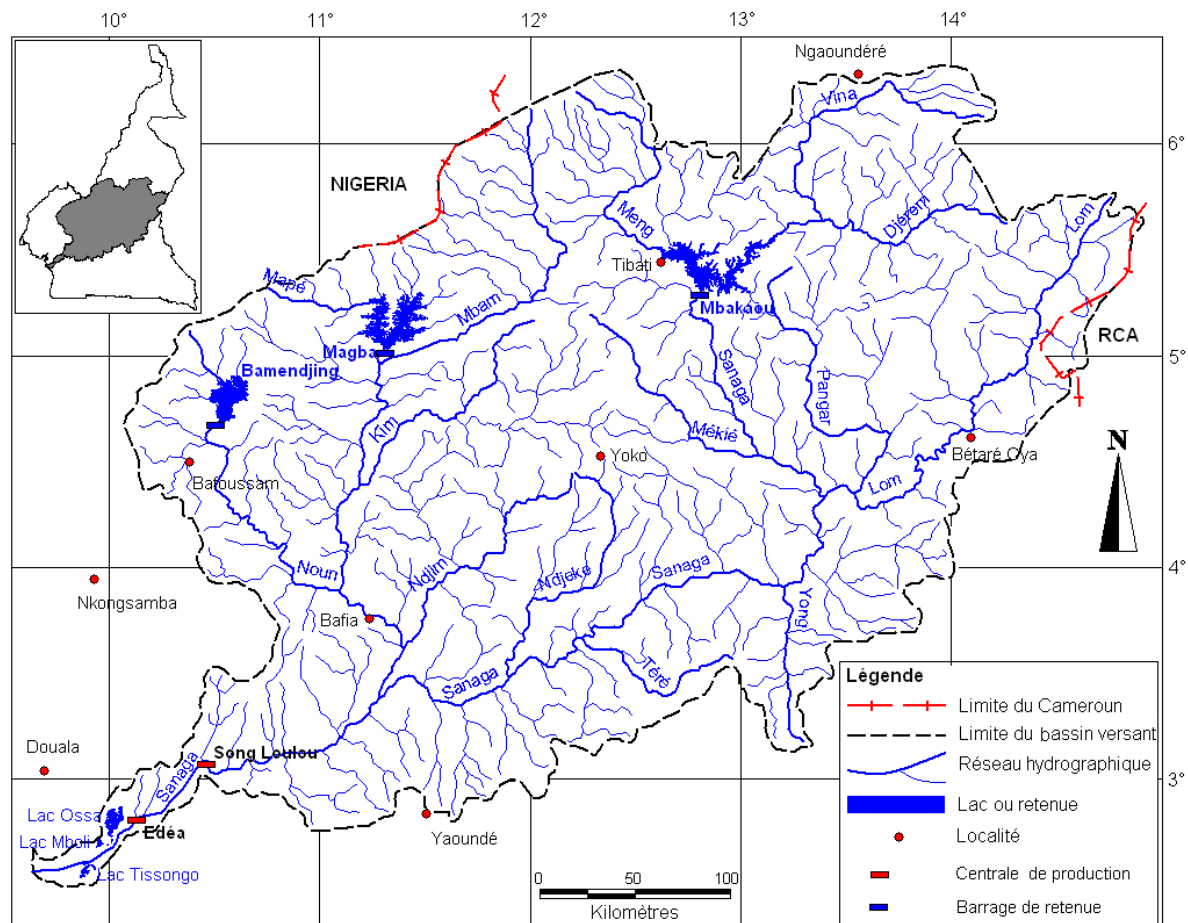 10°
11°
12°
13°
14°
Ngaoundéré
Vina
6°
NIGERIA
Meng
Djérem
Lom
Tibati
Mapé
Mbam
Mbakaou
RCA
Magba
5°
Bamendjing
Sanaga
Pangar
Kim
Mékié
N
Yoko
Bétaré Oya
Bafoussam
Lom
4°
Noun
Ndjim
Ndjeke
Sanaga
Nkongsamba
Yong
Bafia
Téré
Sanaga
Légende
Limite du Cameroun
Limite du bassin versant
Réseau hydrographique
Lac ou retenue
Localité
Centrale de production
Barrage de retenue
Douala
Song Loulou
3°
Sanaga
Lac Ossa
Edéa
Lac Mboli
Yaoundé
Lac Tissongo
0 50 100
Kilomètres